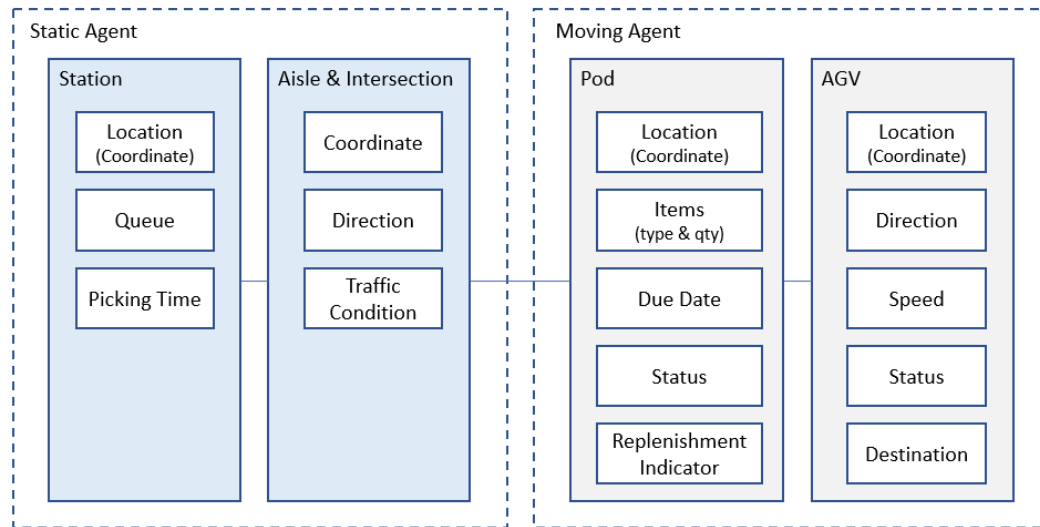 Static Agent
Station
Location
(Coordinate)
Queue
Picking Time
Aisle & Intersection
Coordinate
Direction
Traffic
Condition
Moving Agent
Pod
Location
(Coordinate)
Items
(type & qty)
Due Date
Status
Replenishment
Indicator
AGV
Location
(Coordinate)
Direction
Speed
Status
Destination